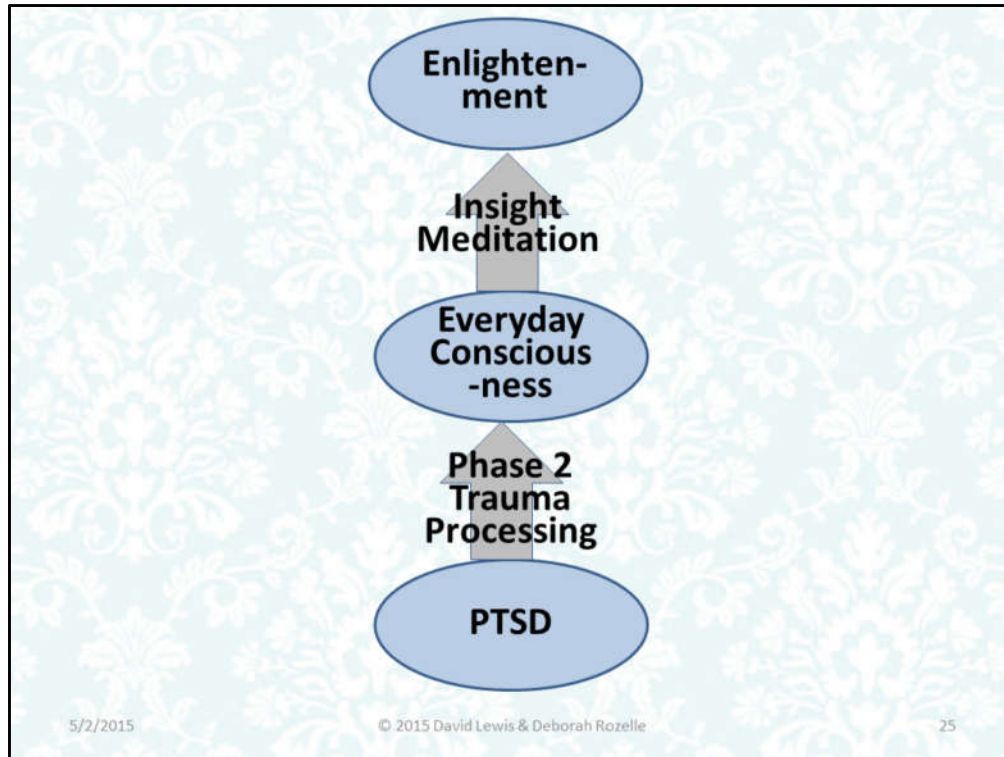 Enlighten-
ment
Insight
Meditation
Everyday
Conscious
-ness
Phase 2
Trauma
Processing
PTSD
5/2/2015
© 2015 David Lewis & Deborah Rozelle
25